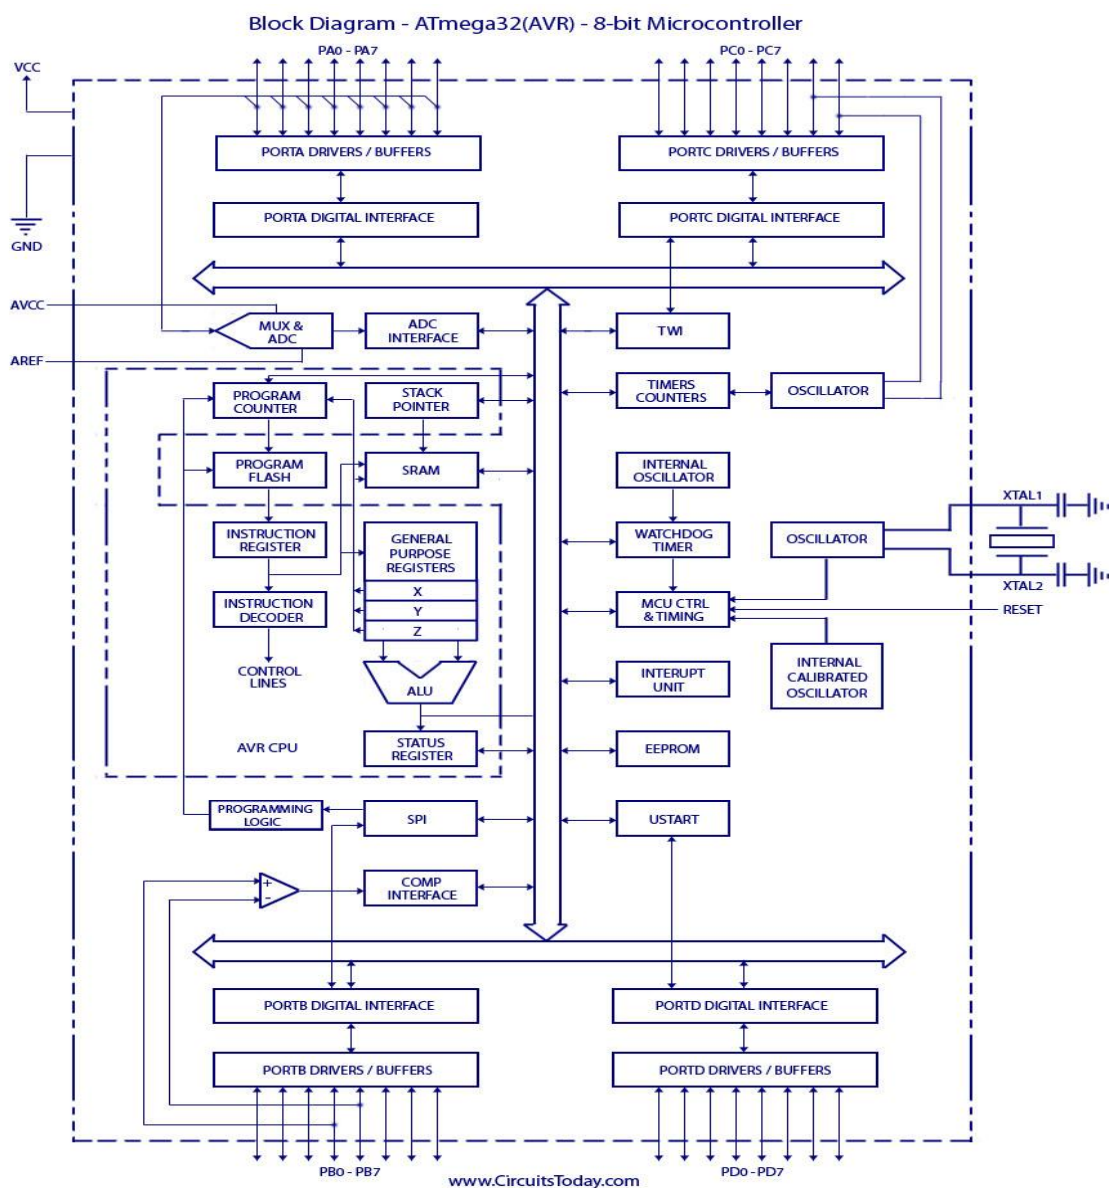 Block Diagram - ATmega32(AVR) - 8-bit Microcontroller
PA0 - PA7
PC0 - PC7
VCC
PORTA DRIVERS / BUFFERS
PORTC DRIVERS / BUFFERS
PORTA DIGITAL INTERFACE
PORTC DIGITAL INTERFACE
GND
AVCC
MUX &
ADC
ADC
INTERFACE
TWI
AREF
PROGRAM
COUNTER
STACK
POINTER
TIMERS
COUNTERS
OSCILLATOR
PROGRAM
FLASH
SRAM
INTERNAL
OSCILLATOR
XTAL1
INSTRUCTION
REGISTER
GENERAL
PURPOSE
REGISTERS
WATCHDOG
TIMER
OSCILLATOR
X
Y
Z
XTAL2
INSTRUCTION
DECODER
MCU CTRL
& TIMING
RESET
CONTROL
LINES
ALU
INTERUPT
UNIT
INTERNAL
CALIBRATED
OSCILLATOR
AVR CPU
STATUS
REGISTER
EEPROM
PROGRAMMING
LOGIC
SPI
USTART
+
-
COMP
INTERFACE
PORTB DIGITAL INTERFACE
PORTD DIGITAL INTERFACE
PORTB DRIVERS / BUFFERS
PORTD DRIVERS / BUFFERS
PB0 - PB7
PD0 - PD7
www.CircuitsToday.com